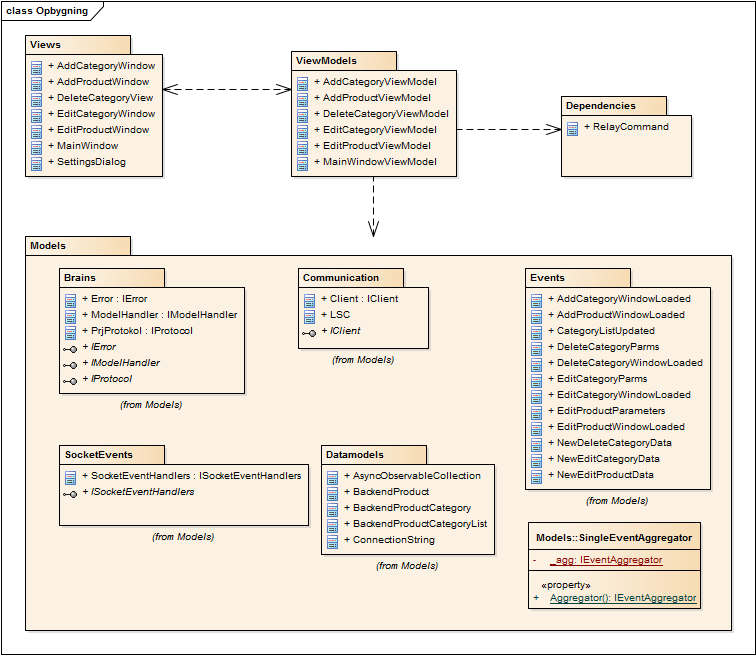 class Opbygning
Views
+ AddCategoryWindow
+ AddProductWindow
+ DeleteCategoryView
+ EditCategoryWindow
+ EditProductWindow
+ MainWindow
+ SettingsDialog
ViewModels
+ AddCategoryViewModel
+ AddProductViewModel
+ DeleteCategoryViewModel
+ EditCategoryViewModel
+ EditProductViewModel
+ MainWindowViewModel
Dependencies
+ RelayCommand
Models
Brains
+ Error : IError
+ ModelHandler : IModelHandler
+ PrjProtokol : IProtocol
+ IError
+ IModelHandler
+ IProtocol
(from Models)
Communication
+ Client : IClient
+ LSC
+ IClient
(from Models)
Events
+ AddCategoryWindowLoaded
+ AddProductWindowLoaded
+ CategoryListUpdated
+ DeleteCategoryParms
+ DeleteCategoryWindowLoaded
+ EditCategoryParms
+ EditCategoryWindowLoaded
+ EditProductParameters
+ EditProductWindowLoaded
+ NewDeleteCategoryData
+ NewEditCategoryData
+ NewEditProductData
(from Models)
SocketEvents
+ SocketEventHandlers : ISocketEventHandlers
+ ISocketEventHandlers
(from Models)
Datamodels
+ AsyncObservableCollection
+ BackendProduct
+ BackendProductCategory
+ BackendProductCategoryList
+ ConnectionString
(from Models)
Models::SingleEventAggregator
- _agg: IEventAggregator
«property»
+ Aggregator(): IEventAggregator